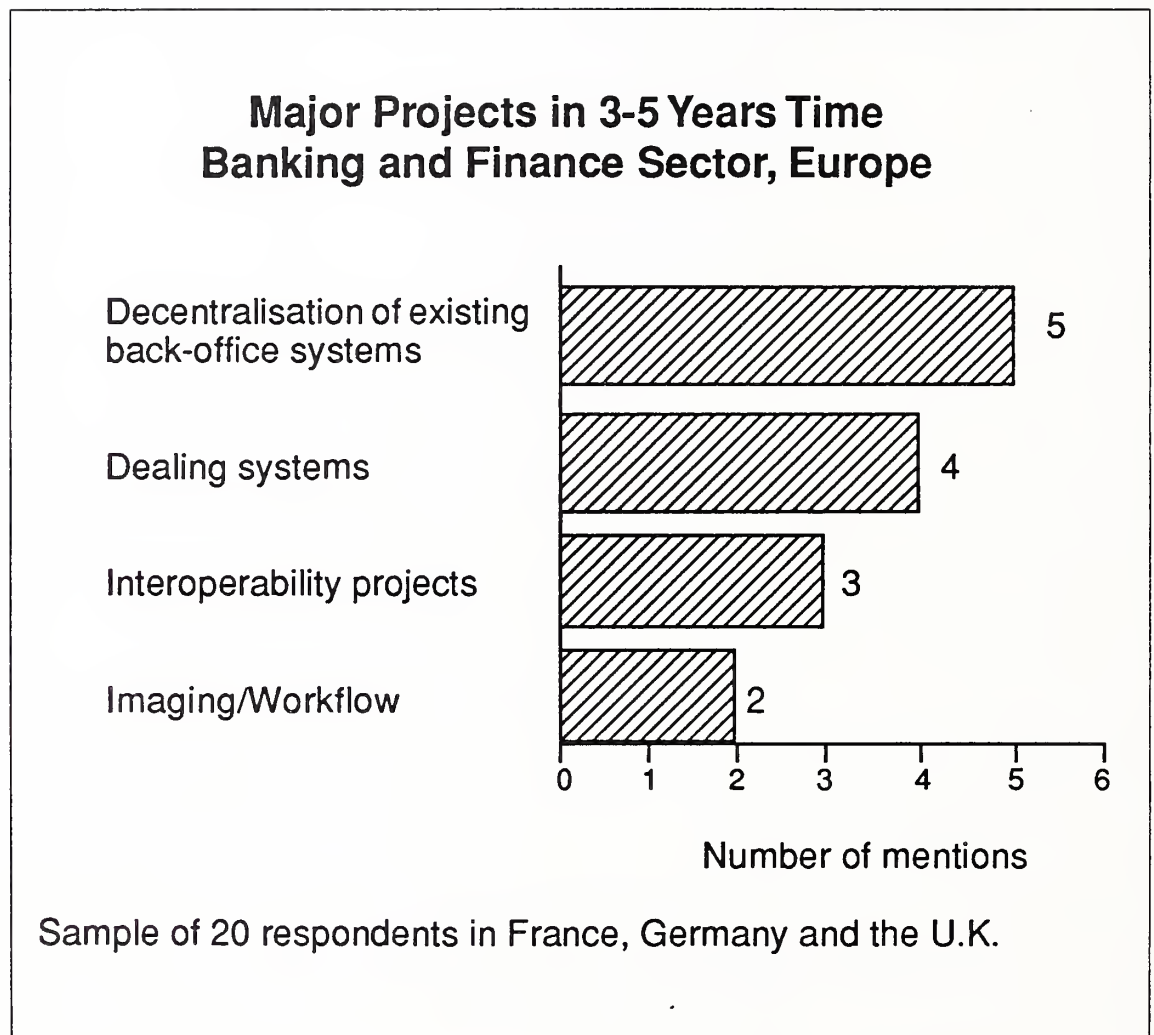 Major Projects in 3-5 Years Time
Banking and Finance Sector, Europe
Decentralisation of existing
back-office systems
5
Dealing systems
4
Interoperability projects
3
Imaging/Workflow
2
0 1 2 3 4 5 6
Number of mentions
Sample of 20 respondents in France, Germany and the U.K.